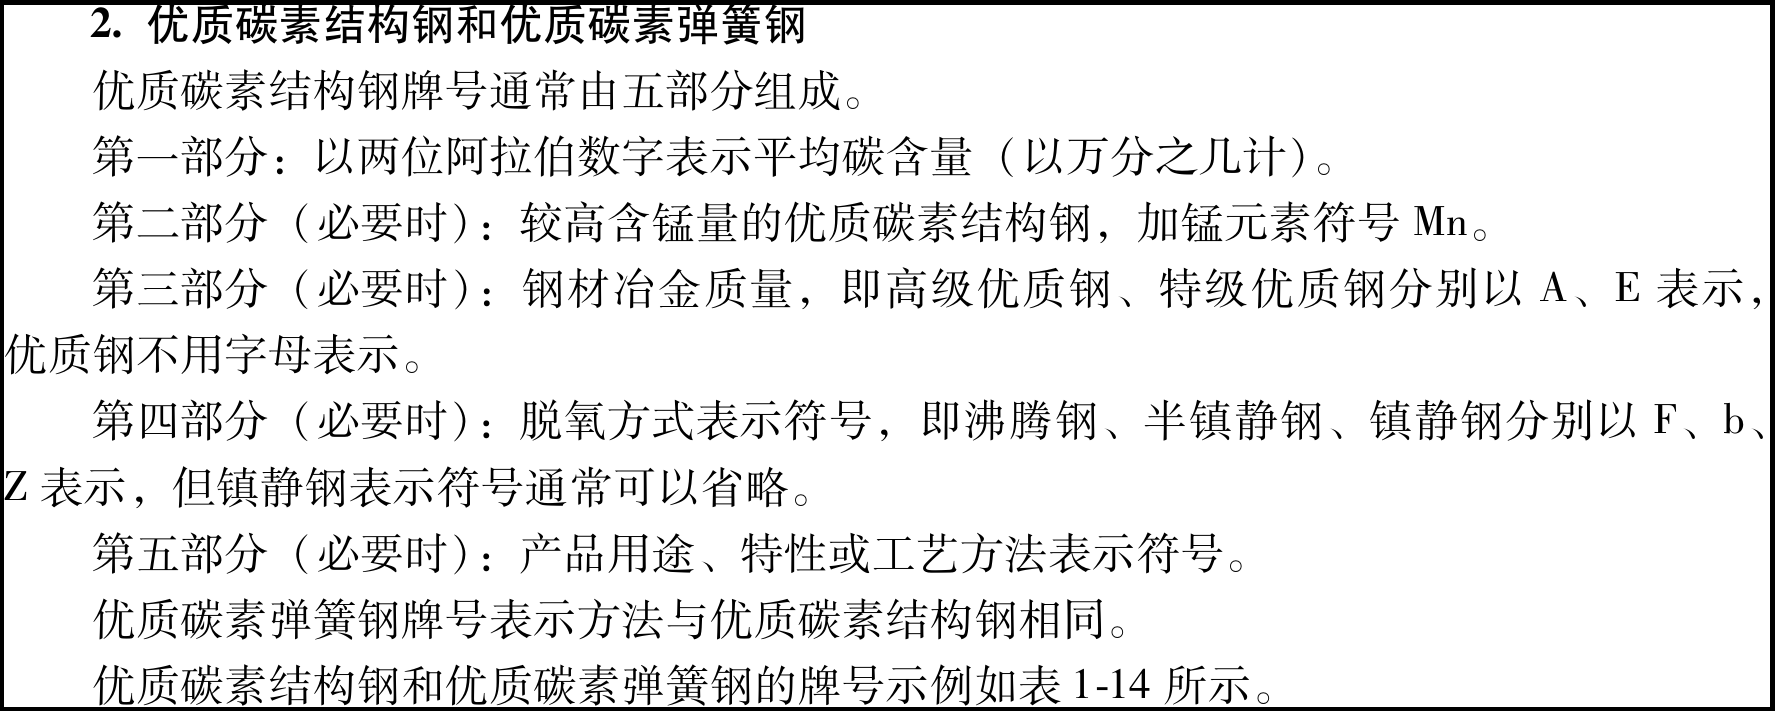 2. 优质碳素结构钢和优质碳素弹簧钢
优质碳素结构钢牌号通常由五部分组成。
第一部分：以两位阿拉伯数字表示平均碳含量（以万分之几计）。
第二部分（必要时）：较高含锰量的优质碳素结构钢，加锰元素符号 Mn。
第三部分（必要时）：钢材冶金质量，即高级优质钢、特级优质钢分别以 A、E 表示，
优质钢不用字母表示。
第四部分（必要时）：脱氧方式表示符号，即沸腾钢、半镇静钢、镇静钢分别以 F、b、
Z 表示，但镇静钢表示符号通常可以省略。
第五部分（必要时）：产品用途、特性或工艺方法表示符号。
优质碳素弹簧钢牌号表示方法与优质碳素结构钢相同。
优质碳素结构钢和优质碳素弹簧钢的牌号示例如表 1-14 所示。